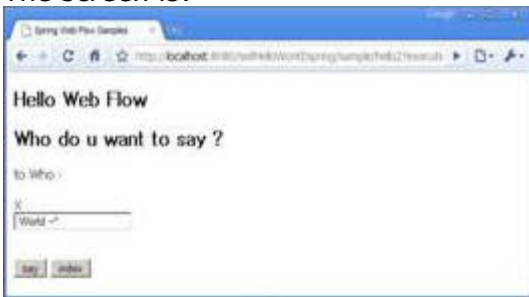 The screen is:
Spring Web Flow Samples
Hello Web Flow
Who do u want to say ?
to Who :
X
World ~^
say index